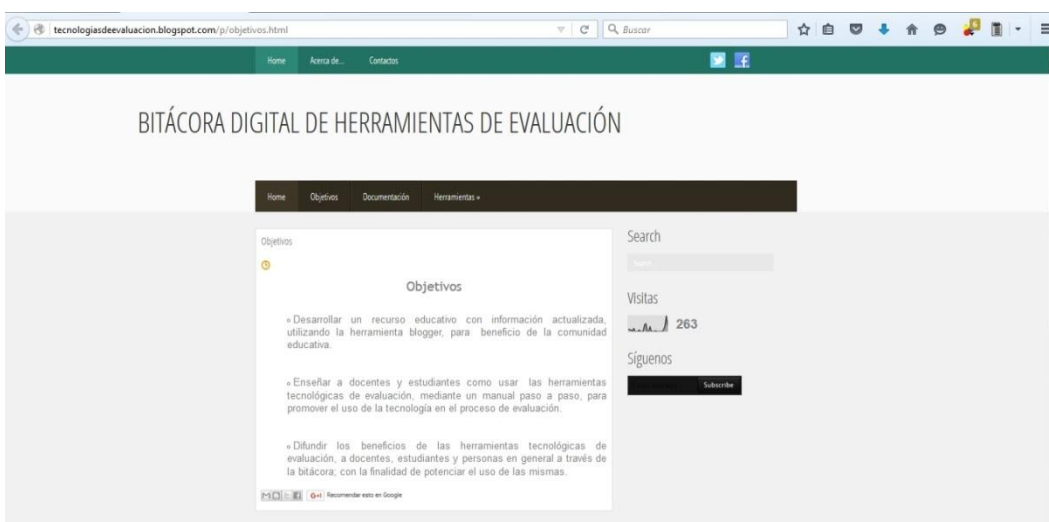 tecnologiasdeevaluacion.blogspot.com/p/objetivos.html
Buscar
Home Acerca de... Contactos
BITÁCORA DIGITAL DE HERRAMIENTAS DE EVALUACIÓN
Home Objetivos Documentación Herramientas »
Objetivos
Objetivos
» Desarrollar un recurso educativo con información actualizada,
utilizando la herramienta blogger, para beneficio de la comunidad
educativa.
» Enseñar a docentes y estudiantes como usar las herramientas
tecnológicas de evaluación, mediante un manual paso a paso, para
promover el uso de la tecnología en el proceso de evaluación.
» Difundir los beneficios de las herramientas tecnológicas de
evaluación, a docentes, estudiantes y personas en general a través de
la bitácora; con la finalidad de potenciar el uso de las mismas.
G+1 Recomendar esto en Google
Search
Visitas
263
Síguenos
Subscribe